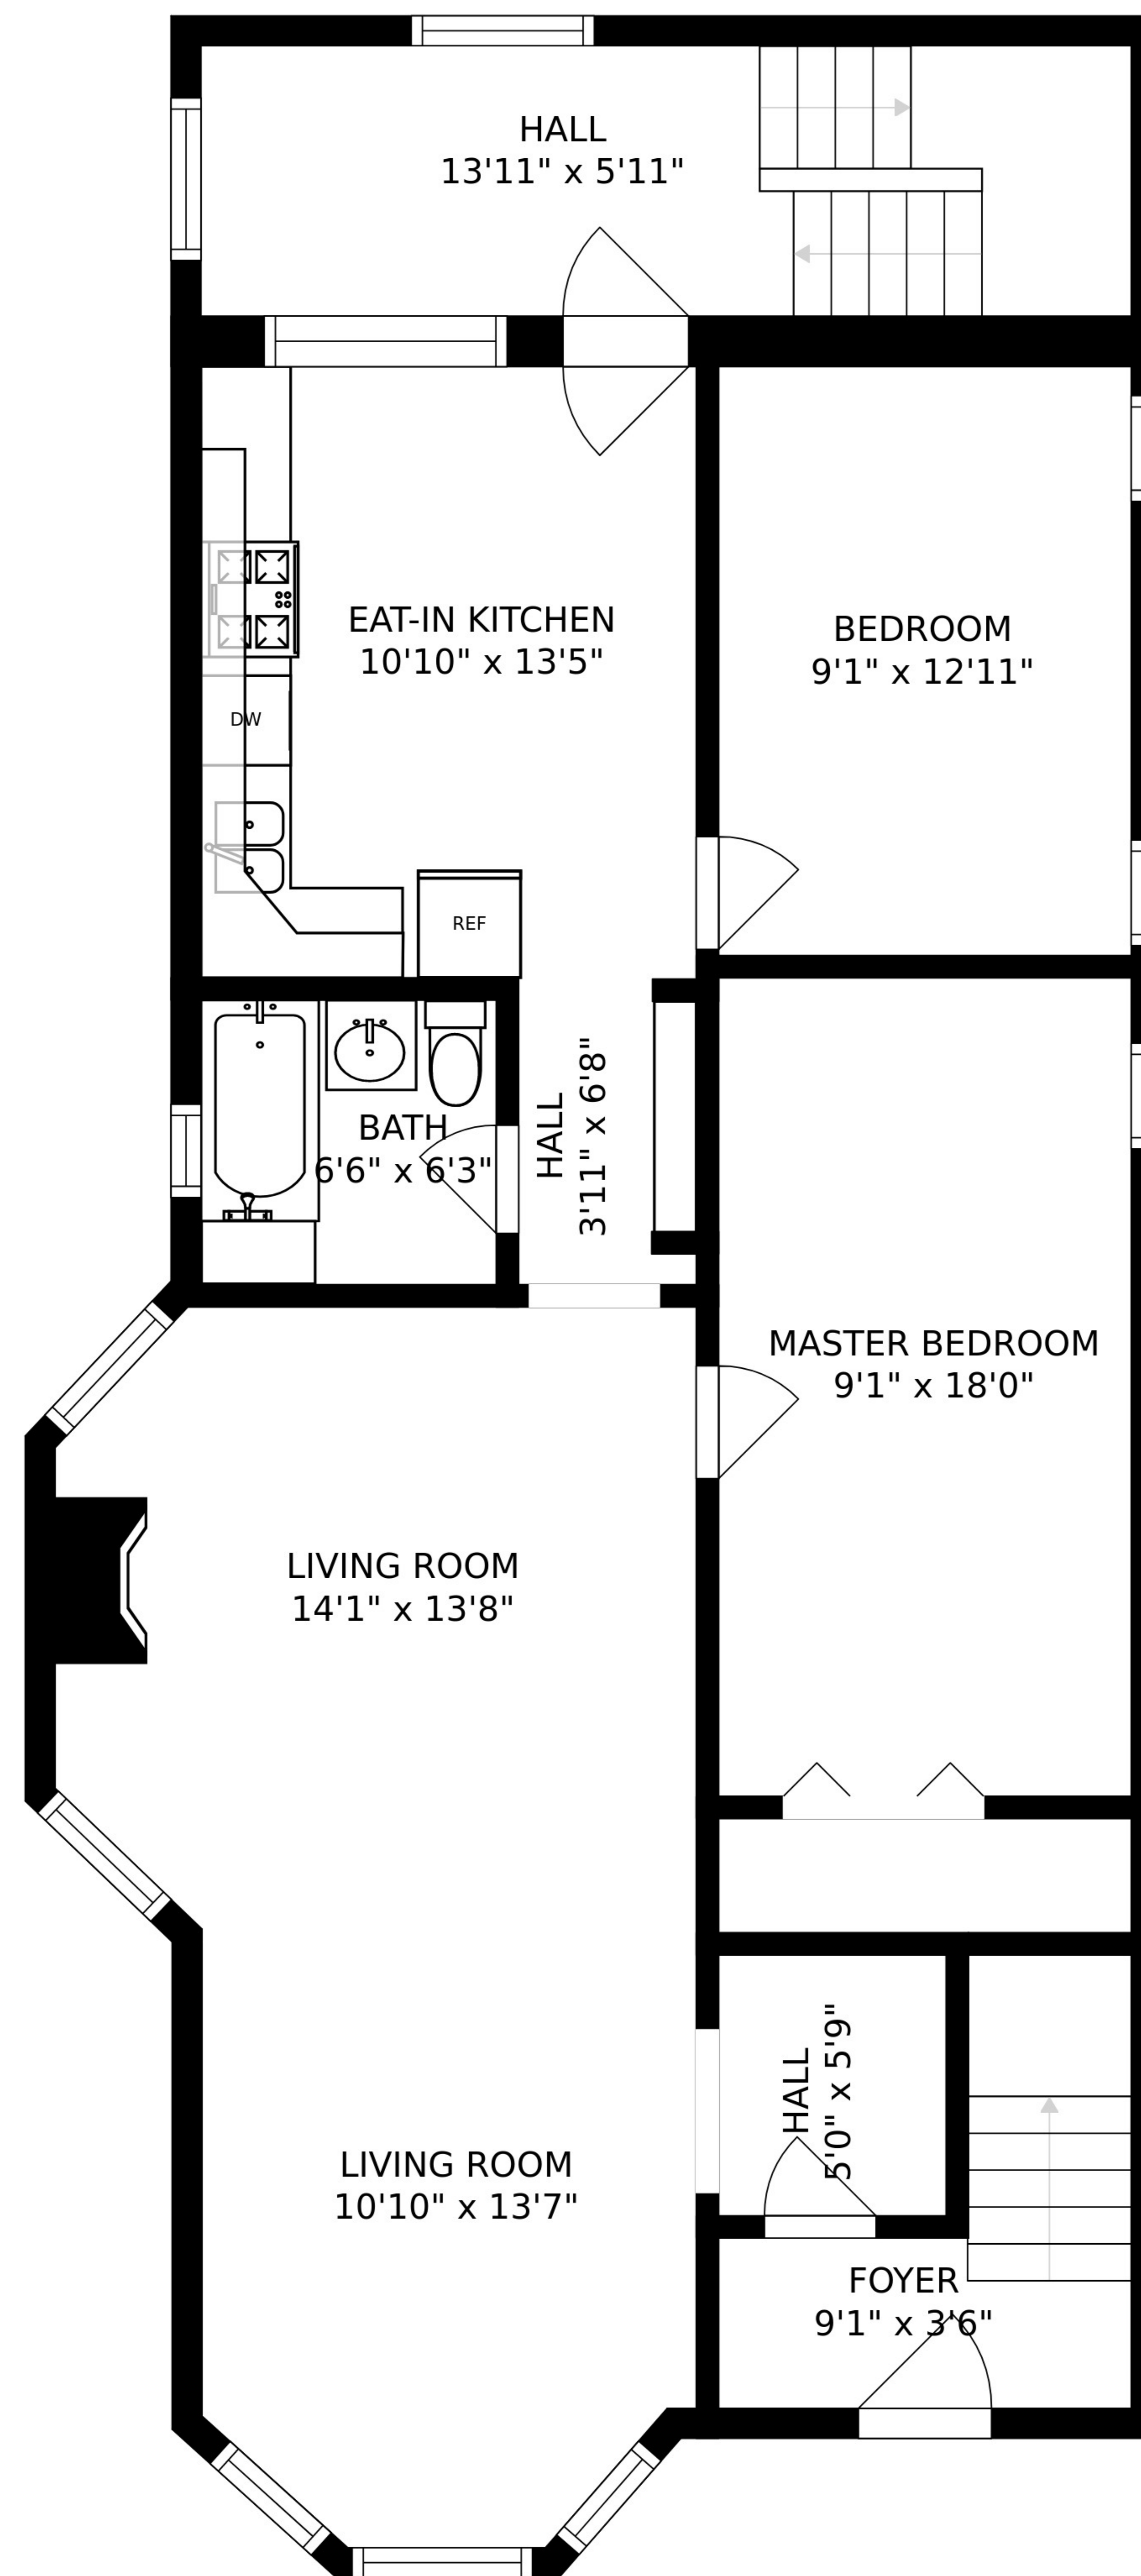 HALL
13'11" x 5'11"
EAT-IN KITCHEN
10'10" x 13'5"
BEDROOM
9'1" x 12'11"
DW
REF
BATH
6'6" x 6'3"
HALL
3'11" x 6'8"
MASTER BEDROOM
9'1" x 18'0"
LIVING ROOM
14'1" x 13'8"
HALL
5'0" x 5'9"
LIVING ROOM
10'10" x 13'7"
FOYER
9'1" x 3'6"